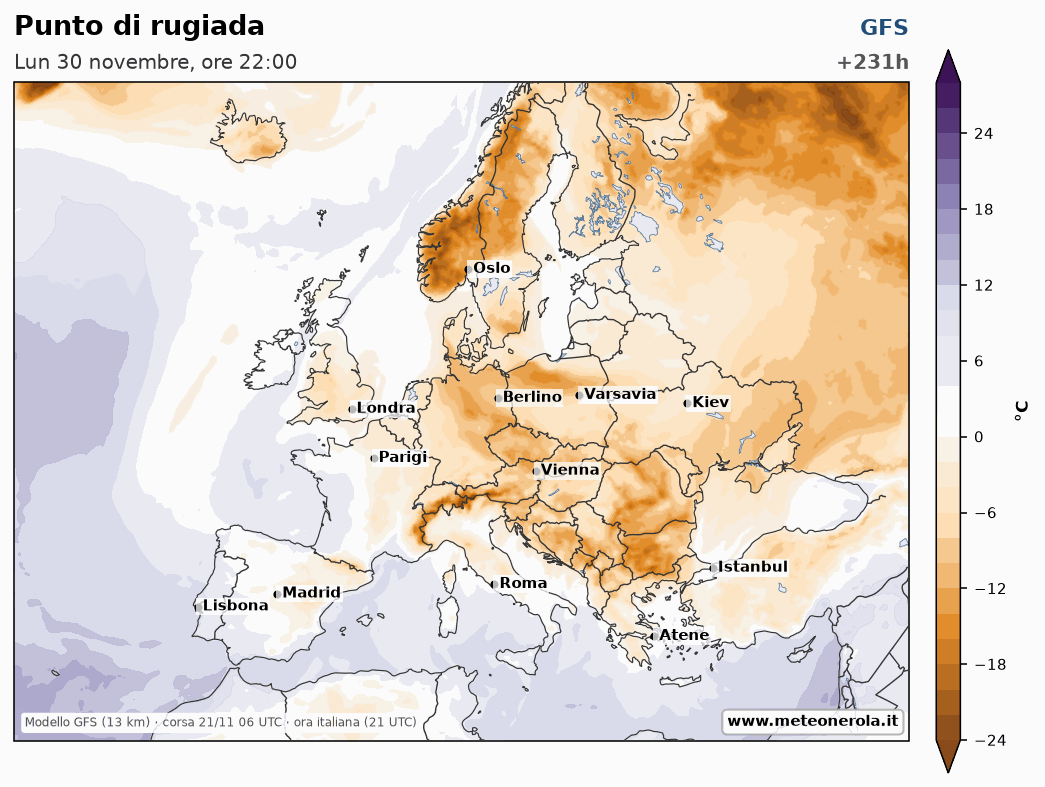 Punto di rugiada
GFS
Lun 30 novembre, ore 22:00
+231h
24
18
12
6
0
−6
−12
−18
−24
°C
Oslo
Berlino
Varsavia
Kiev
Londra
Parigi
Vienna
Istanbul
Roma
Madrid
Lisbona
Atene
Modello GFS (13 km) · corsa 21/11 06 UTC · ora italiana (21 UTC)
www.meteonerola.it